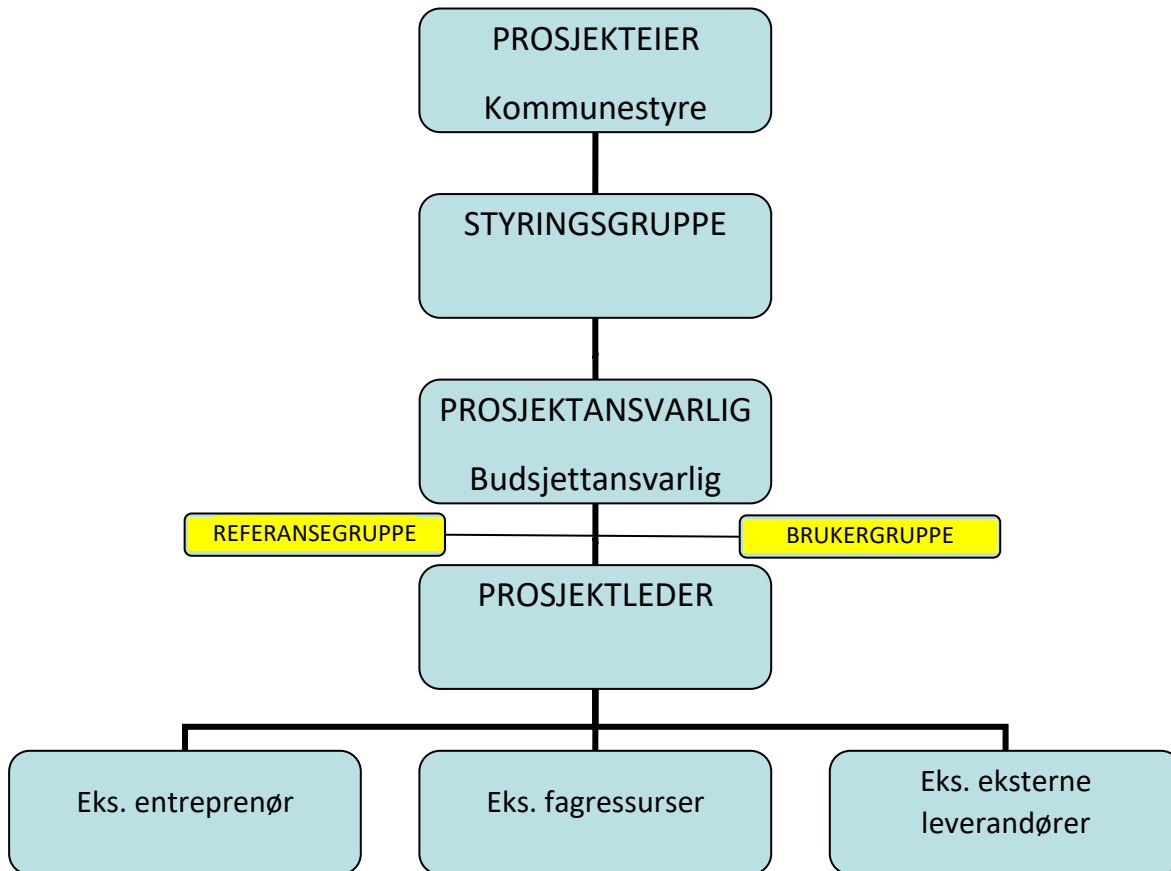 PROSJEKTEIER
Kommunestyre
STYRINGSGRUPPE
PROSJEKTANSVARLIG
Budsjettansvarlig
REFERANSEGRUPPE
BRUKERGRUPPE
PROSJEKTLEDER
Eks. entreprenør
Eks. fagressurser
Eks. eksterne
leverandører